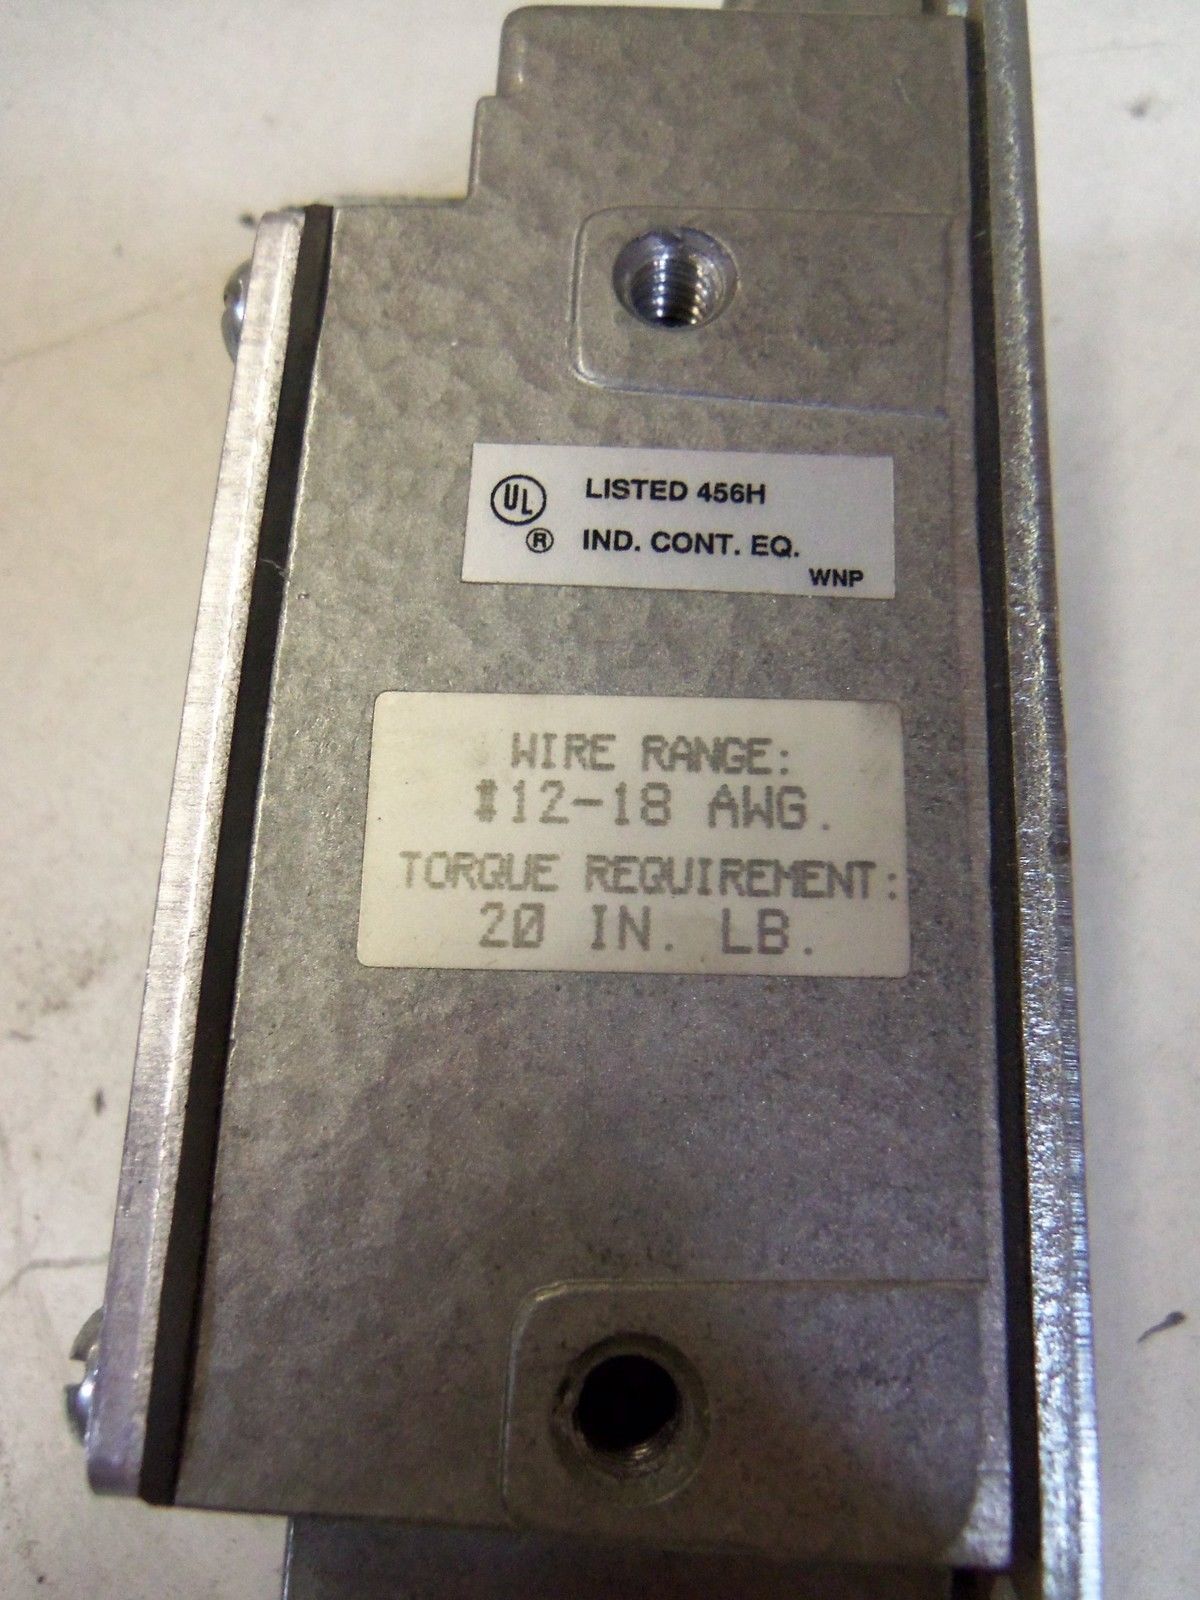 UL LISTED 456H
® IND. CONT. EQ.
WNP
WIRE RANGE:
#12-18 AWG.
TORQUE REQUIREMENT:
20 IN. LB.